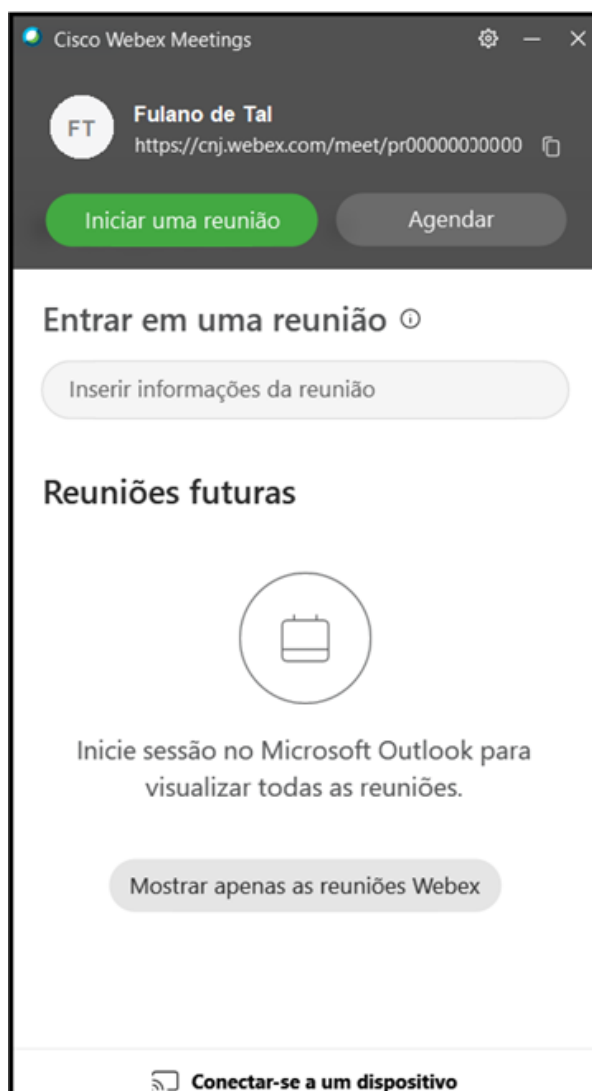 Cisco Webex Meetings
FT
Fulano de Tal
https://cnj.webex.com/meet/pr00000000000
Iniciar uma reunião
Agendar
Entrar em uma reunião
Inserir informações da reunião
Reuniões futuras
Inicie sessão no Microsoft Outlook para
visualizar todas as reuniões.
Mostrar apenas as reuniões Webex
Conectar-se a um dispositivo